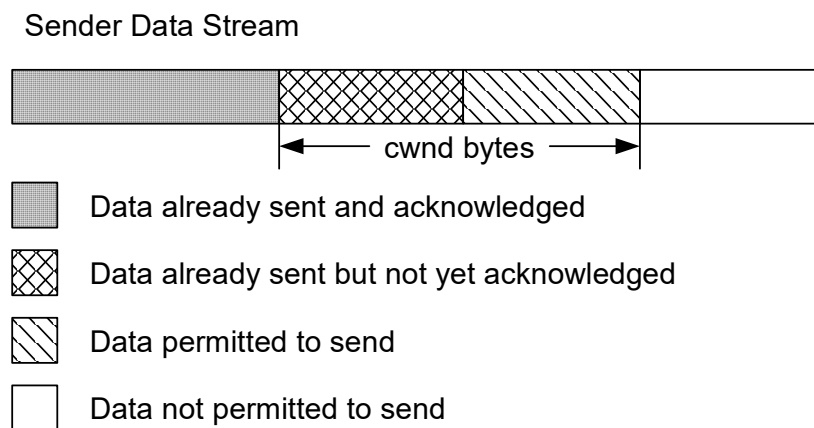 Sender Data Stream
cwnd bytes
Data already sent and acknowledged
Data already sent but not yet acknowledged
Data permitted to send
Data not permitted to send